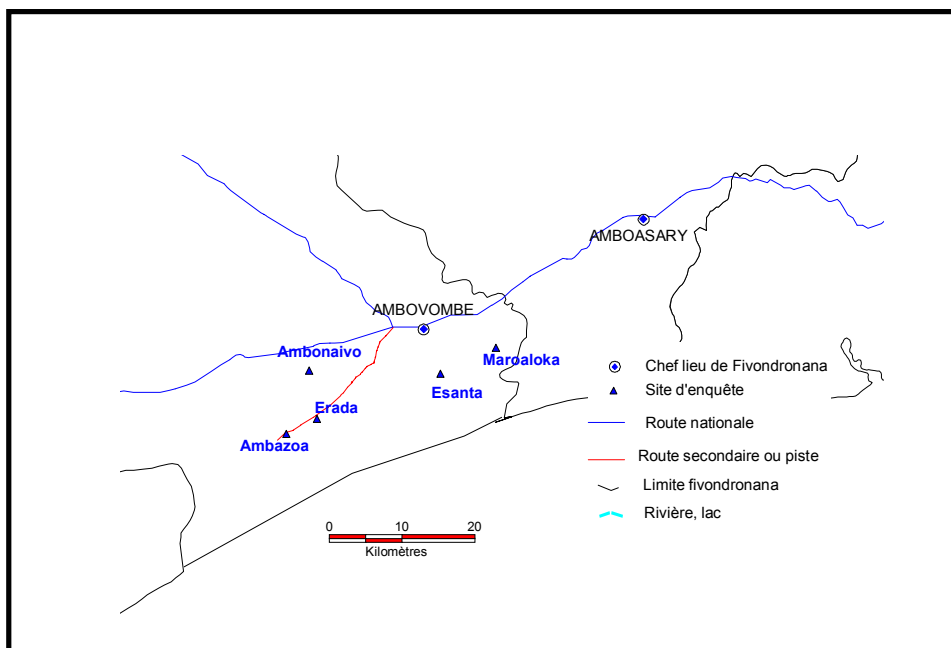 AMBOASARY
AMBOVOMBE
Ambonaivo
Maroaloka
Esanta
Erada
Ambazoa
Chef lieu de Fivondronana
Site d'enquête
Route nationale
Route secondaire ou piste
Limite fivondronana
Rivière, lac
0 10 20
Kilomètres